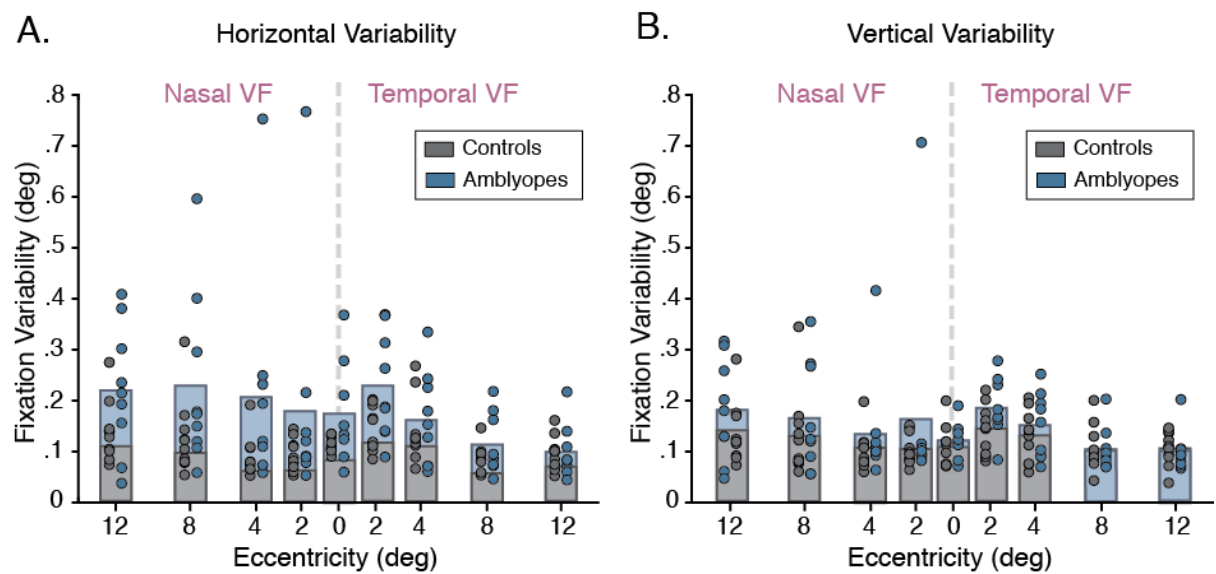 A.
Horizontal Variability
Nasal VF
Temporal VF
Controls
Amblyopes
Fixation Variability (deg)
.8
.7
.6
.5
.4
.3
.2
.1
0
12 8 4 2 0 2 4 8 12
Eccentricity (deg)
B.
Vertical Variability
Nasal VF
Temporal VF
Controls
Amblyopes
Fixation Variability (deg)
.8
.7
.6
.5
.4
.3
.2
.1
0
12 8 4 2 0 2 4 8 12
Eccentricity (deg)